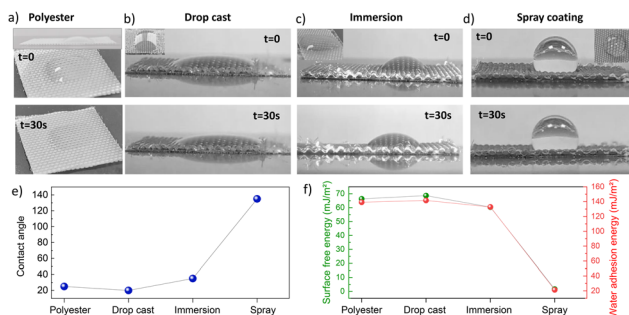 a) Polyester b) Drop cast c) Immersion d) Spray coating
t=0 t=0 t=0 t=0
t=30s t=30s t=30s t=30s
e) f)
Contact angle
140
120
100
80
60
40
20
Polyester Drop cast Immersion Spray
Surface free energy (mJ/m²)
70
60
50
40
30
20
10
0
Water adhesion energy (mJ/m²)
160
140
120
100
80
60
40
20
0
Polyester Drop cast Immersion Spray